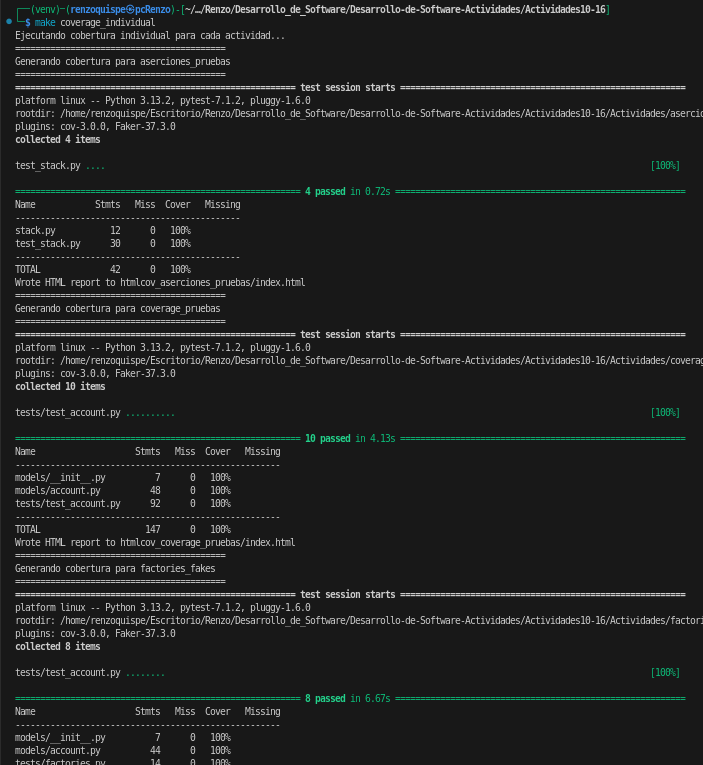 ┌──(venv)─(renzoquispe㉿pcRenzo)-[~/…/Renzo/Desarrollo_de_Software/Desarrollo-de-Software-Actividades/Actividades10-16]
└─$ make coverage_individual
Ejecutando cobertura individual para cada actividad...
==========================================
Generando cobertura para aserciones_pruebas
==========================================
======================================================== test session starts =========================================================
platform linux -- Python 3.13.2, pytest-7.1.2, pluggy-1.6.0
rootdir: /home/renzoquispe/Escritorio/Renzo/Desarrollo_de_Software/Desarrollo-de-Software-Actividades/Actividades10-16/Actividades/aserci
plugins: cov-3.0.0, Faker-37.3.0
collected 4 items
test_stack.py .... [100%]
========================================================= 4 passed in 0.72s ==========================================================
Name            Stmts   Miss  Cover   Missing
---------------------------------------------
stack.py           12      0   100%
test_stack.py      30      0   100%
---------------------------------------------
TOTAL              42      0   100%
Wrote HTML report to htmlcov_aserciones_pruebas/index.html
==========================================
Generando cobertura para coverage_pruebas
==========================================
======================================================== test session starts =========================================================
platform linux -- Python 3.13.2, pytest-7.1.2, pluggy-1.6.0
rootdir: /home/renzoquispe/Escritorio/Renzo/Desarrollo_de_Software/Desarrollo-de-Software-Actividades/Actividades10-16/Actividades/coverag
plugins: cov-3.0.0, Faker-37.3.0
collected 10 items
tests/test_account.py .......... [100%]
========================================================= 10 passed in 4.13s =========================================================
Name                    Stmts   Miss  Cover   Missing
-----------------------------------------------------
models/__init__.py          7      0   100%
models/account.py          48      0   100%
tests/test_account.py      92      0   100%
-----------------------------------------------------
TOTAL                     147      0   100%
Wrote HTML report to htmlcov_coverage_pruebas/index.html
==========================================
Generando cobertura para factories_fakes
==========================================
======================================================== test session starts =========================================================
platform linux -- Python 3.13.2, pytest-7.1.2, pluggy-1.6.0
rootdir: /home/renzoquispe/Escritorio/Renzo/Desarrollo_de_Software/Desarrollo-de-Software-Actividades/Actividades10-16/Actividades/factori
plugins: cov-3.0.0, Faker-37.3.0
collected 8 items
tests/test_account.py ........ [100%]
========================================================= 8 passed in 6.67s ==========================================================
Name                    Stmts   Miss  Cover   Missing
-----------------------------------------------------
models/__init__.py          7      0   100%
models/account.py          44      0   100%
tests/factories.py         14      0   100%